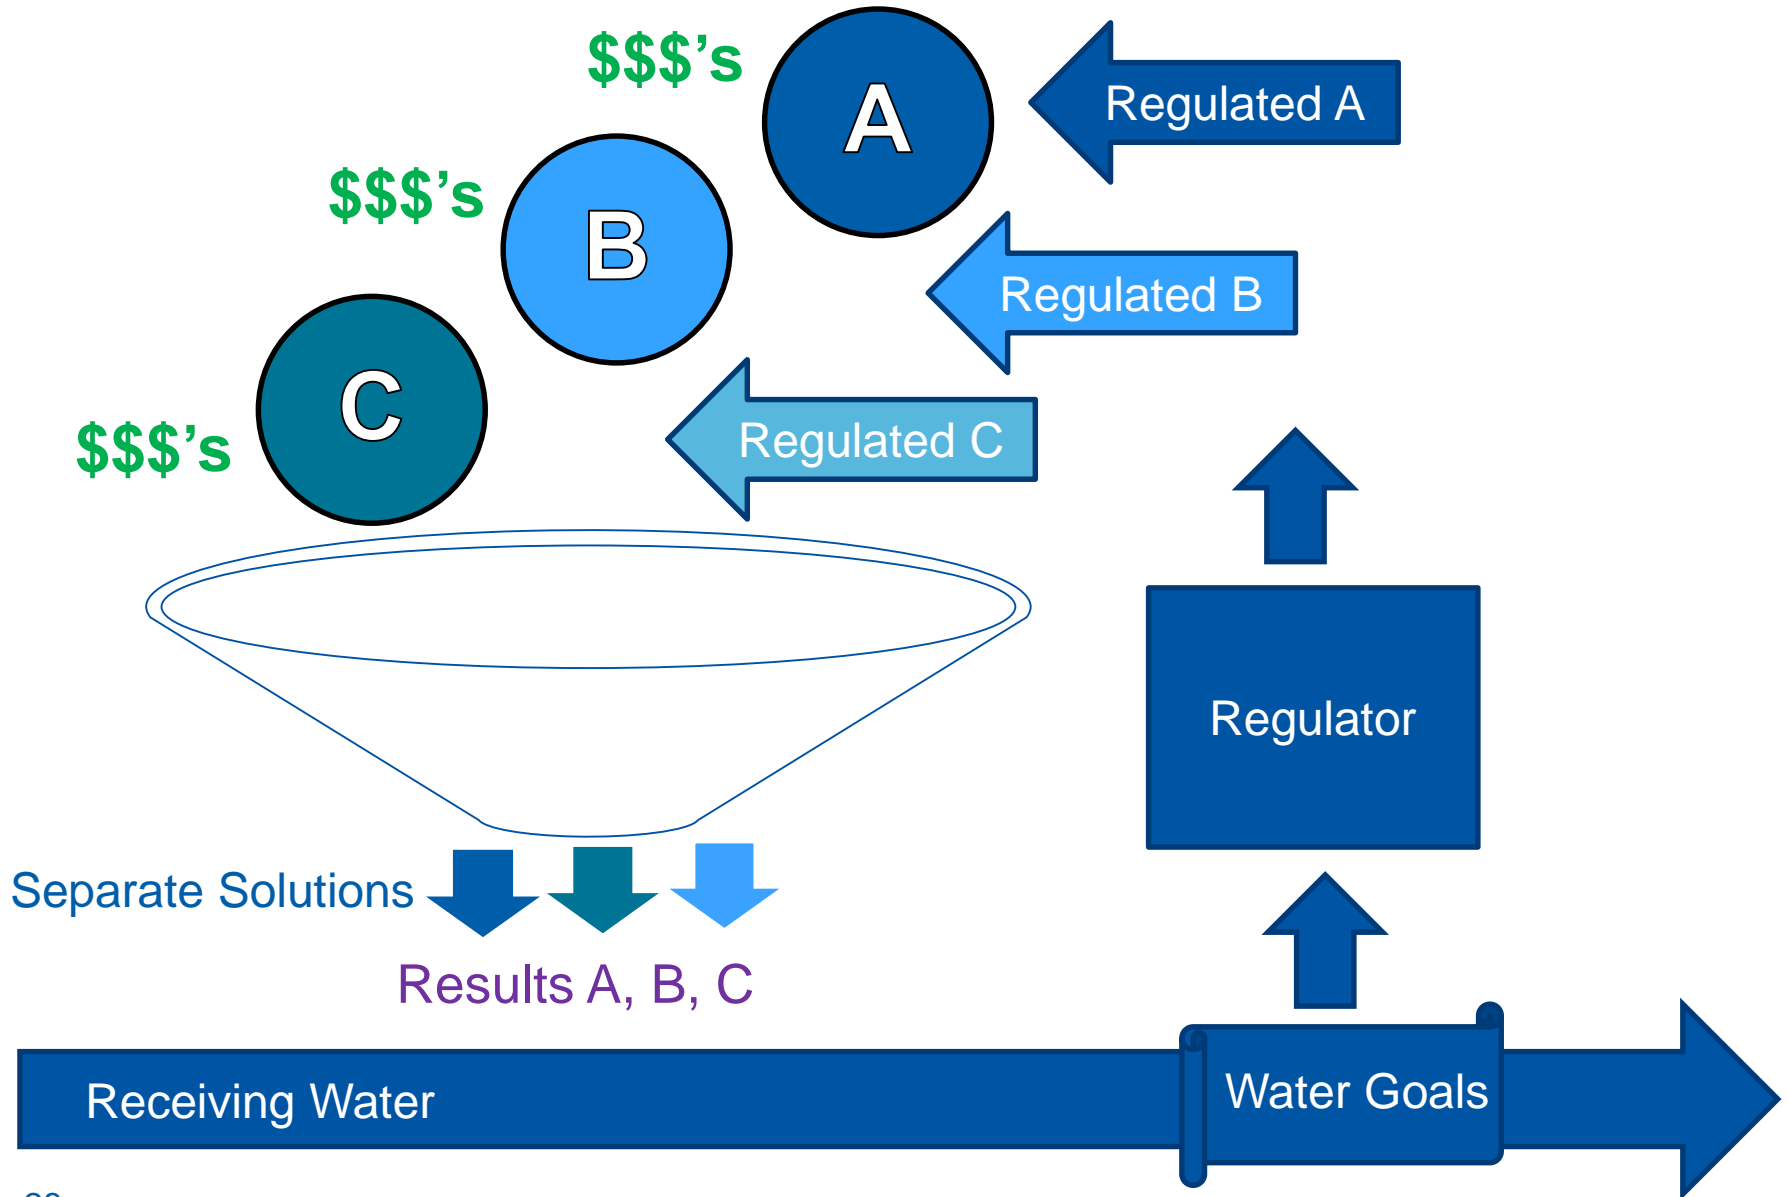 $$$'s
A
Regulated A
$$$'s
B
Regulated B
$$$'s
C
Regulated C
Regulator
Separate Solutions
Results A, B, C
Receiving Water
Water Goals